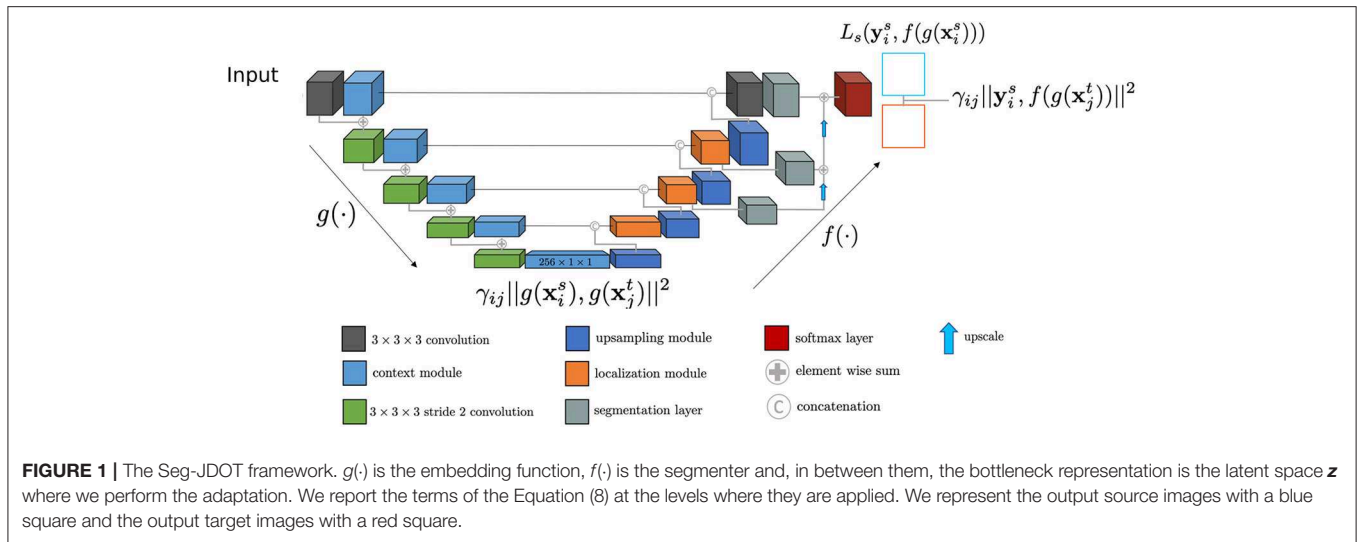 L_s(y_i^s, f(g(x_i^s)))
Input
γ_{ij}||y_i^s, f(g(x_j^t))||^2
C
C
C
C
g(·)
f(·)
256 × 1 × 1
γ_{ij}||g(x_i^s), g(x_j^t)||^2
3 × 3 × 3 convolution
upsampling module
softmax layer
upscale
context module
localization module
element wise sum
3 × 3 × 3 stride 2 convolution
segmentation layer
C concatenation
FIGURE 1 | The Seg-JDOT framework. g(·) is the embedding function, f(·) is the segmenter and, in between them, the bottleneck representation is the latent space z
where we perform the adaptation. We report the terms of the Equation (8) at the levels where they are applied. We represent the output source images with a blue
square and the output target images with a red square.